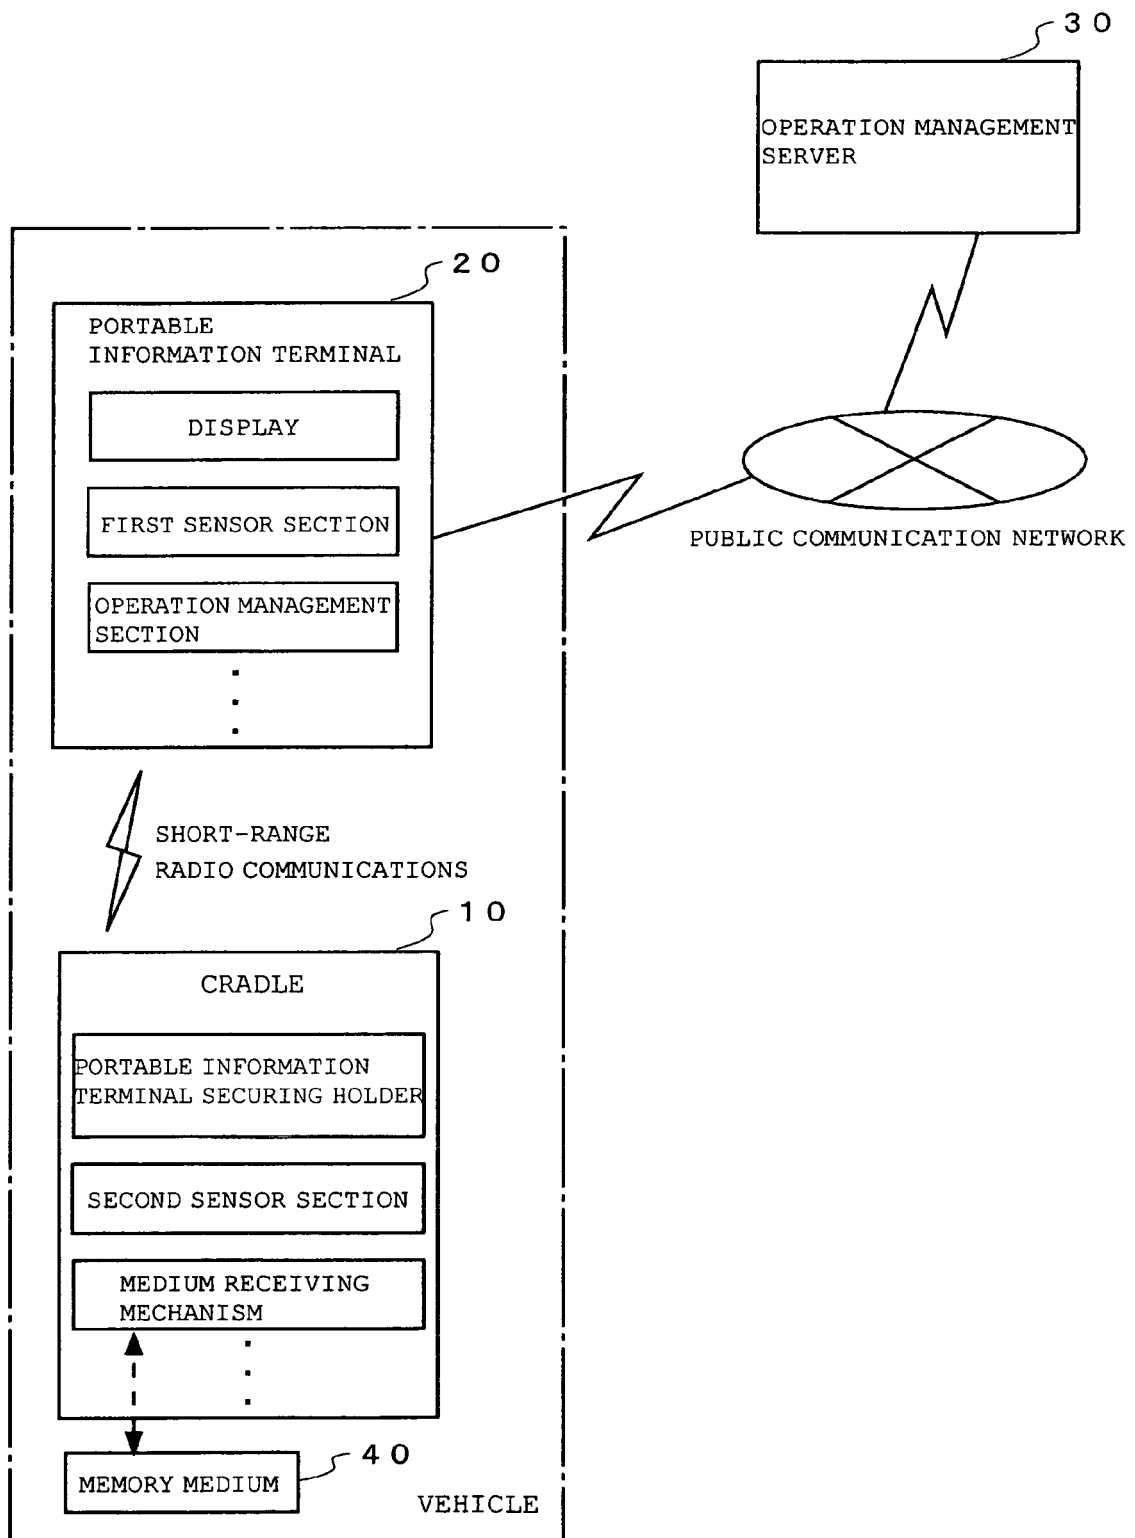 30
OPERATION MANAGEMENT
SERVER
20
PORTABLE
INFORMATION TERMINAL
DISPLAY
FIRST SENSOR SECTION
OPERATION MANAGEMENT
SECTION
PUBLIC COMMUNICATION NETWORK
SHORT-RANGE
RADIO COMMUNICATIONS
10
CRADLE
PORTABLE INFORMATION
TERMINAL SECURING HOLDER
SECOND SENSOR SECTION
MEDIUM RECEIVING
MECHANISM
40
MEMORY MEDIUM
VEHICLE